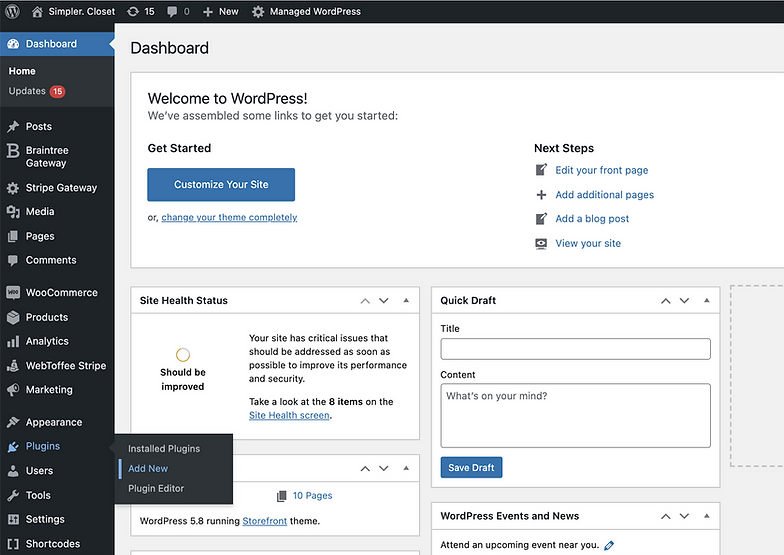 Simpler. Closet 15 0 New Managed WordPress
Dashboard
Home
Updates 15
Posts
Braintree
Gateway
Stripe Gateway
Media
Pages
Comments
WooCommerce
Products
Analytics
WebToffee Stripe
Marketing
Appearance
Plugins
Users
Tools
Settings
Shortcodes
Installed Plugins
Add New
Plugin Editor
Dashboard
Welcome to WordPress!
We've assembled some links to get you started:
Get Started
Customize Your Site
or, change your theme completely
Next Steps
Edit your front page
Add additional pages
Add a blog post
View your site
Site Health Status
Should be
improved
Your site has critical issues that
should be addressed as soon as
possible to improve its performance
and security.
Take a look at the 8 items on the
Site Health screen.
10 Pages
WordPress 5.8 running Storefront theme.
Quick Draft
Title
Content
What's on your mind?
Save Draft
WordPress Events and News
Attend an upcoming event near you.